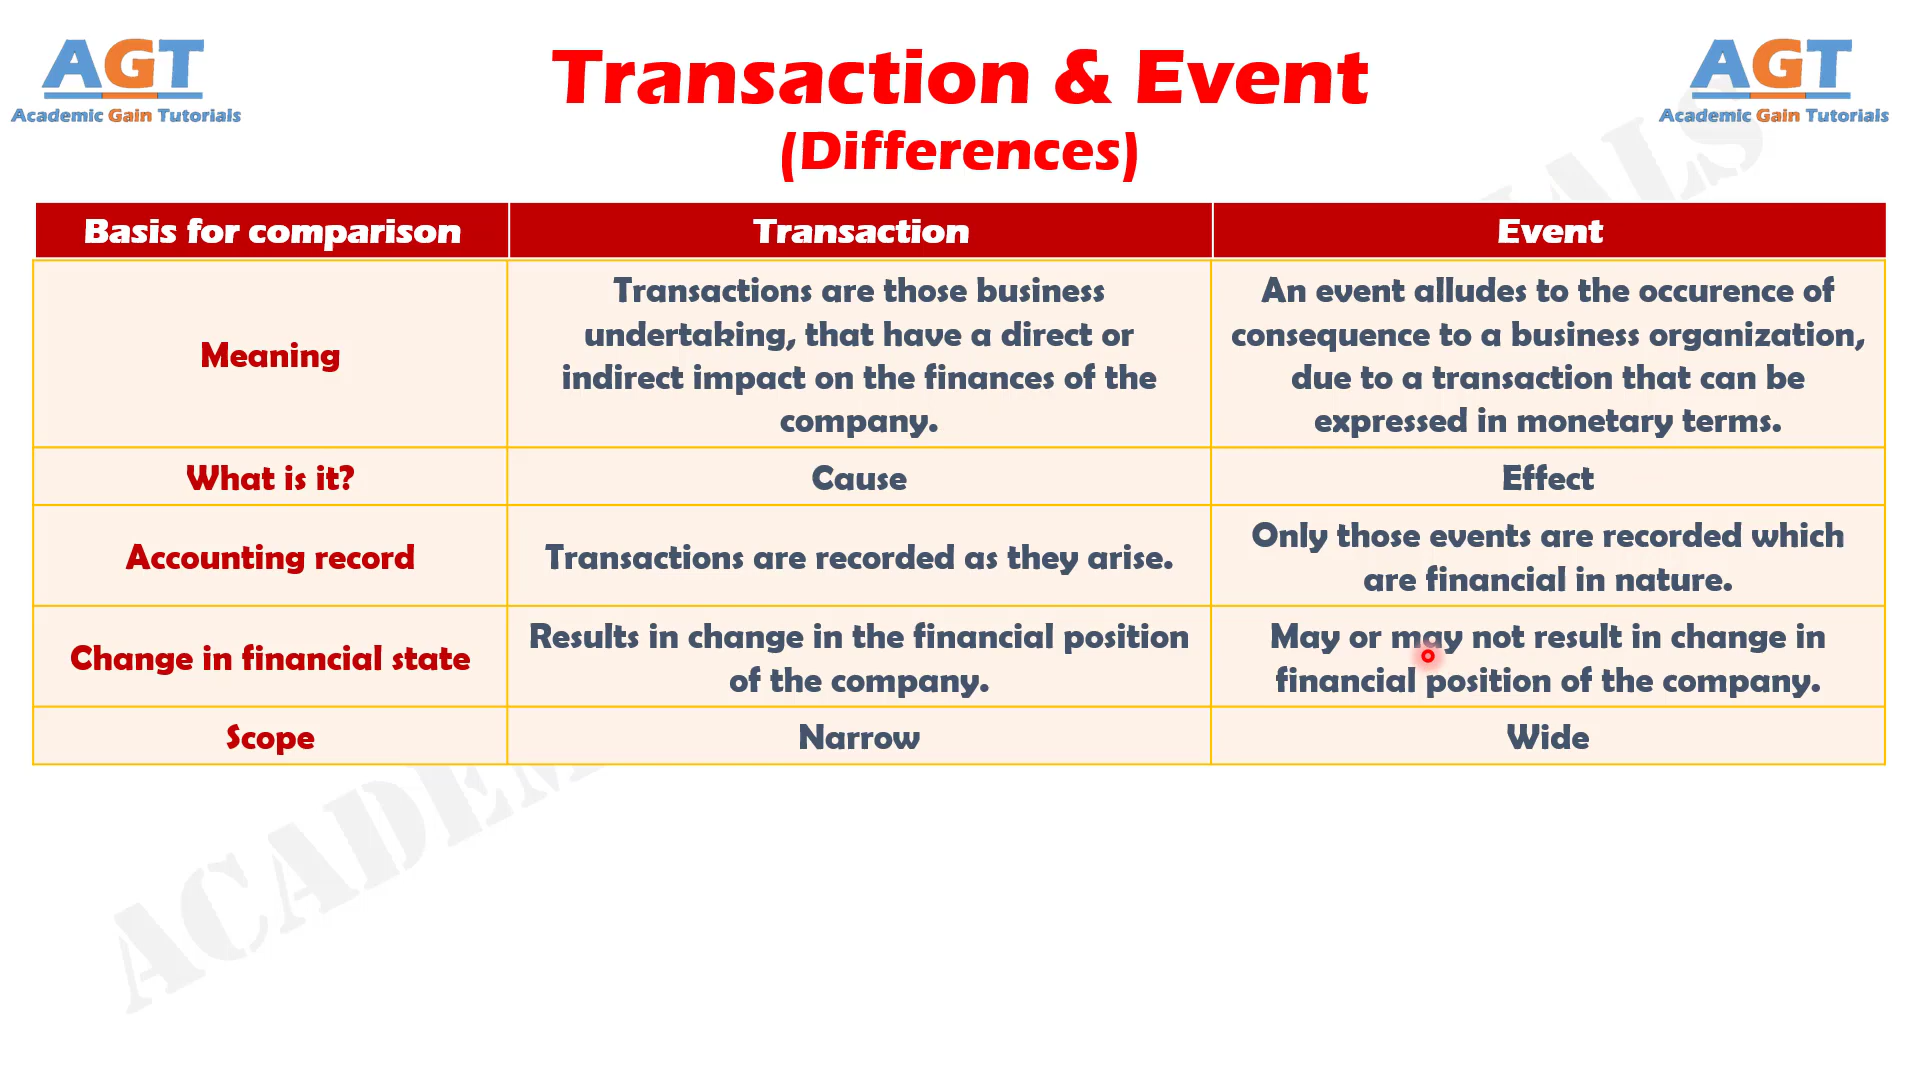 AGT
Academic Gain Tutorials
Transaction & Event
(Differences)
AGT
Academic Gain Tutorials
Basis for comparison
Transaction
Event
Meaning
Transactions are those business
undertaking, that have a direct or
indirect impact on the finances of the
company.
An event alludes to the occurence of
consequence to a business organization,
due to a transaction that can be
expressed in monetary terms.
What is it?
Cause
Effect
Accounting record
Transactions are recorded as they arise.
Only those events are recorded which
are financial in nature.
Change in financial state
Results in change in the financial position
of the company.
May or may not result in change in
financial position of the company.
Scope
Narrow
Wide